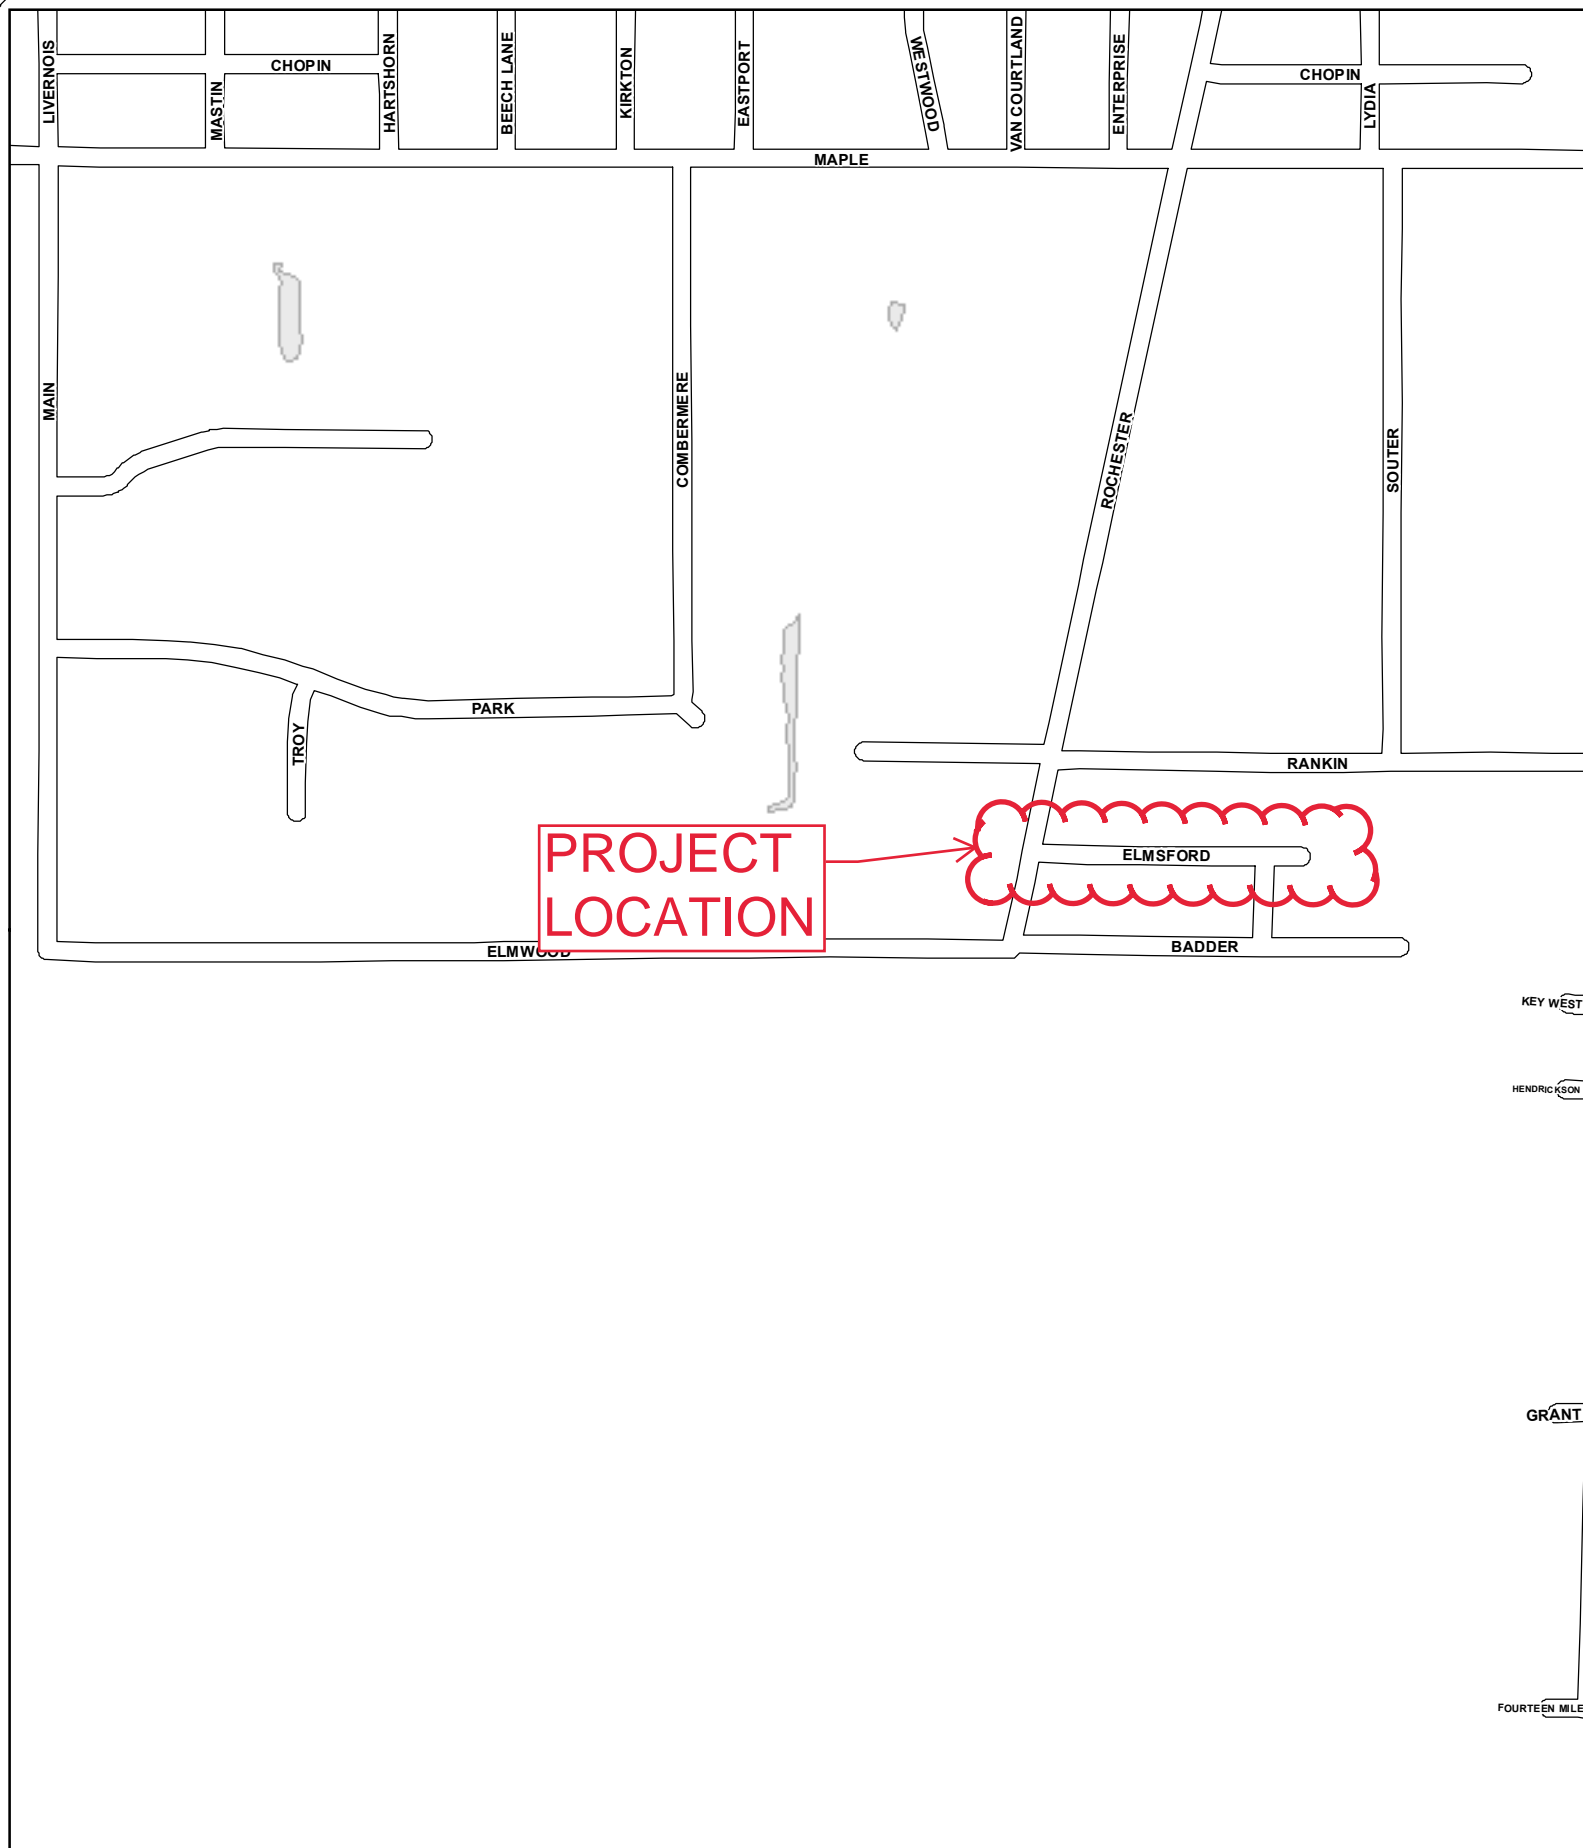 LIVERNOIS
MASTIN
CHOPIN
HARTSHORN
BEECH LANE
KIRKTON
EASTPORT
WESTWOOD
VAN COURTLAND
ENTERPRISE
CHOPIN
LYDIA
MAPLE
MAIN
COMBERMERE
ROCHESTER
SOUTER
PARK
TROY
RANKIN
PROJECT
LOCATION
ELMSFORD
ELMWOOD
BADDER
KEY WEST
HENDRICKSON
GRANT
FOURTEEN MILE